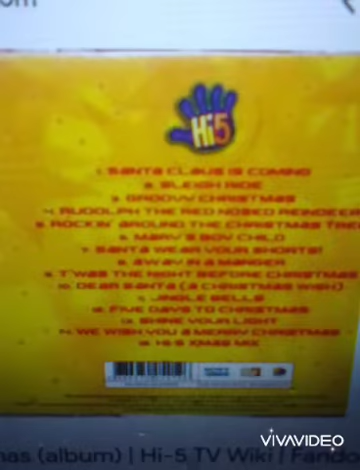 Hi5
1. SANTA CLAUS IS COMING
2. SLEIGH RIDE
3. GROOVY CHRISTMAS
4. RUDOLPH THE RED NOSED REINDEER
5. ROCKIN' AROUND THE CHRISTMAS TREE
6. MARY'S BOY CHILD
7. SANTA WEAR YOUR SHORTS!
8. AWAY IN A MANGER
9. T'WAS THE NIGHT BEFORE CHRISTMAS
10. DEAR SANTA (A CHRISTMAS WISH)
11. JINGLE BELLS
12. FIVE DAYS TO CHRISTMAS
13. SHINE YOUR LIGHT
14. WE WISH YOU A MERRY CHRISTMAS
15. HI-5 XMAS MIX
mas (album) | Hi-5 TV Wiki | Fando
VIVAVIDEO